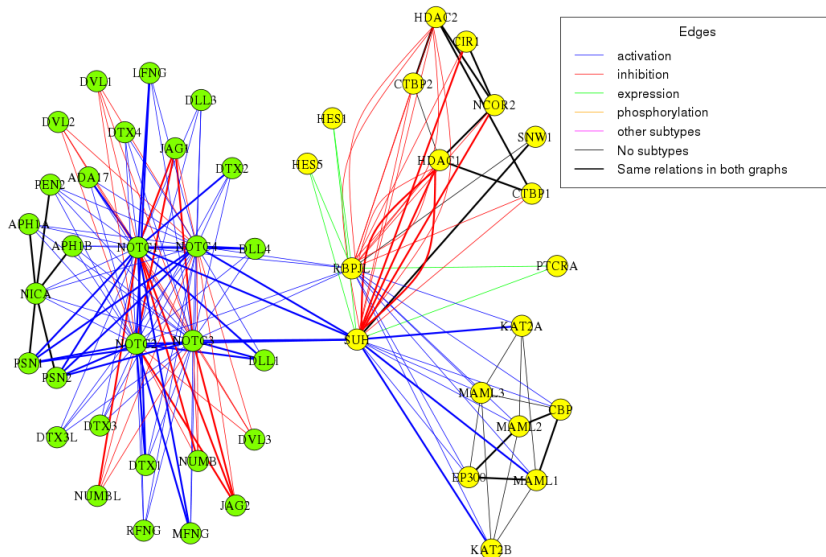 HDAC2
CIR1
Edges
activation
inhibition
expression
phosphorylation
other subtypes
No subtypes
Same relations in both graphs
LFNG
DVL1
DLL3
CTBP2
NCOR2
DVL2
DTX4
HES1
SNW1
JAG1
HDAC1
HES5
DTX2
ADA17
PEN2
CTBP1
APH1A
APH1B
DLL4
RBPJL
PTCRA
NICA
KAT2A
SUH
PSN1
PSN2
DLL1
MAML3
CBP
MAML2
DTX3L
DTX3
DVL3
NUMB
DTX1
EP300
MAML1
NUMBL
JAG2
RFNG
MFNG
KAT2B